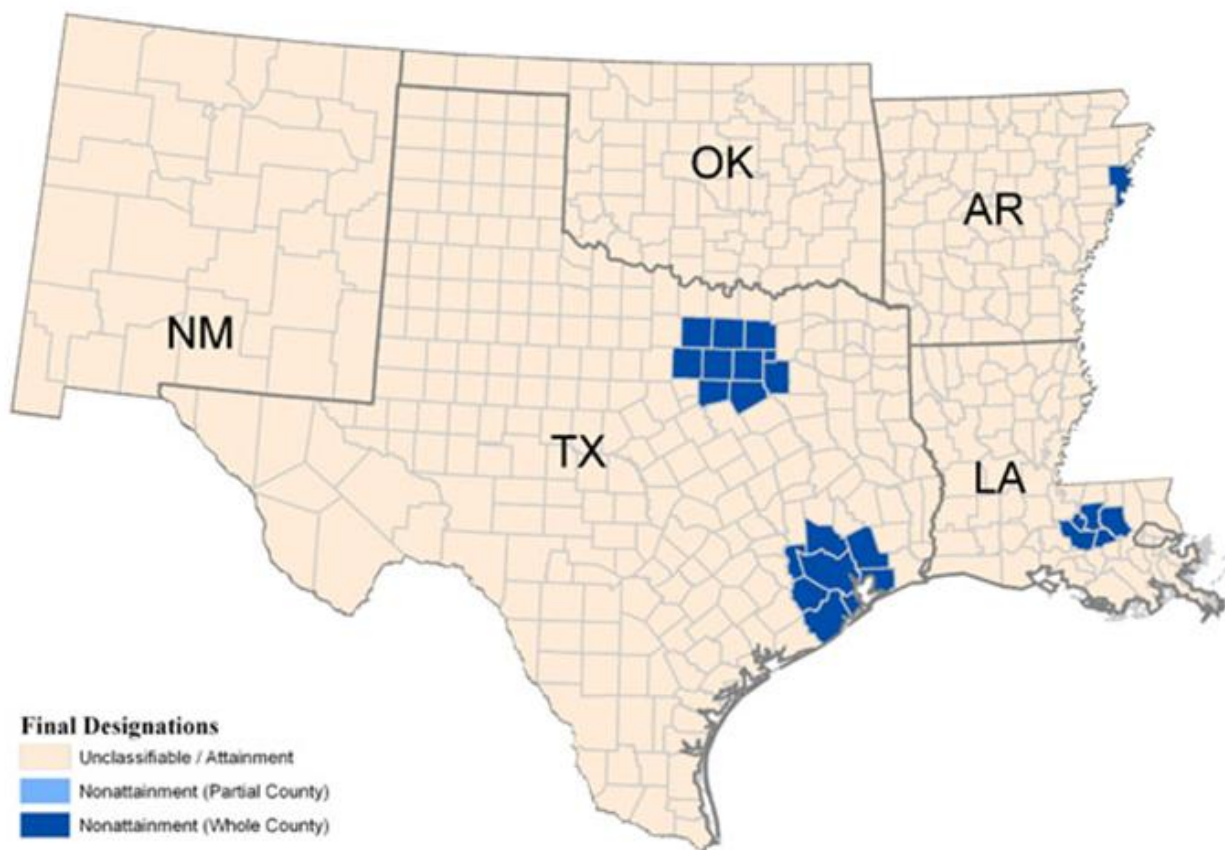 OK
AR
NM
TX
LA
Final Designations
Unclassifiable / Attainment
Nonattainment (Partial County)
Nonattainment (Whole County)